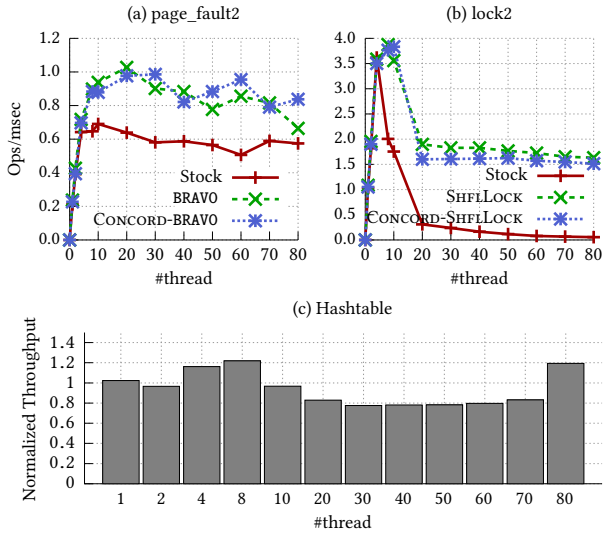 (a) page_fault2
(b) lock2
Ops/msec
1.2
1.0
0.8
0.6
0.4
0.2
0.0
Stock
BRAVO
CONCORD-BRAVO
0 10 20 30 40 50 60 70 80
#thread
4.0
3.5
3.0
2.5
2.0
1.5
1.0
0.5
0.0
Stock
SHFLLOCK
CONCORD-SHFLLOCK
0 10 20 30 40 50 60 70 80
#thread
(c) Hashtable
Normalized Throughput
1.4
1.2
1
0.8
0.6
0.4
0.2
0
1 2 4 8 10 20 30 40 50 60 70 80
#thread